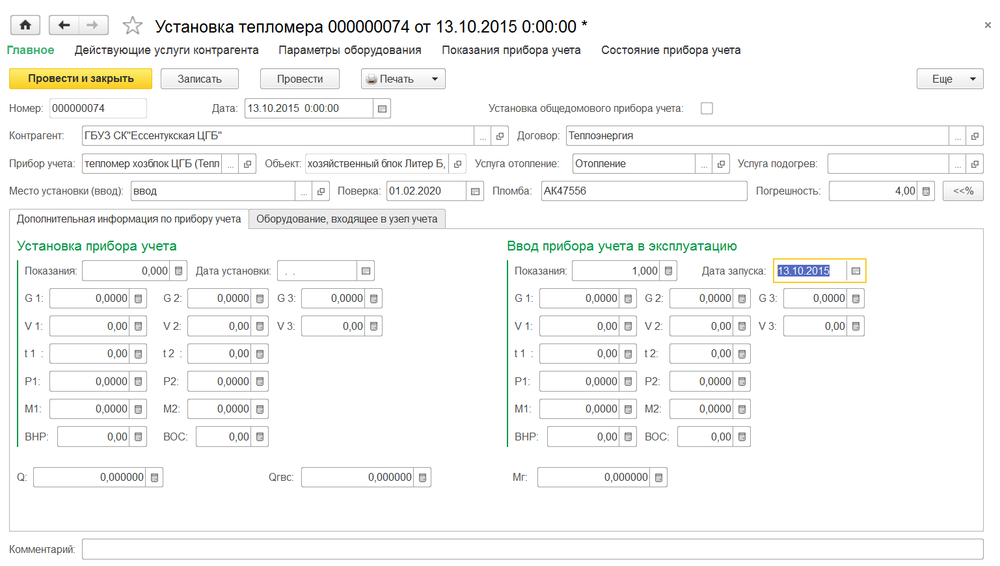 Установка тепломера 000000074 от 13.10.2015 0:00:00 *
Главное Действующие услуги контрагента Параметры оборудования Показания прибора учета Состояние прибора учета
Провести и закрыть Записать Провести Печать Еще
Номер: 000000074 Дата: 13.10.2015 0:00:00 Установка общедомового прибора учета:
Контрагент: ГБУЗ СК"Ессентукская ЦГБ" ... Договор: Теплоэнергия ...
Прибор учета: тепломер хозблок ЦГБ (Тепл ... Объект: хозяйственный блок Литер Б, Услуга отопление: Отопление ... Услуга подогрев: ...
Место установки (ввод): ввод ... Поверка: 01.02.2020 Пломба: АК47556 Погрешность: 4,00 <<%
Дополнительная информация по прибору учета Оборудование, входящее в узел учета
Установка прибора учета Ввод прибора учета в эксплуатацию
Показания: 0,000 Дата установки: . . Показания: 1,000 Дата запуска: 13.10.2015
G 1: 0,0000 G 2: 0,0000 G 3: 0,0000 G 1: 0,0000 G 2: 0,0000 G 3: 0,0000
V 1: 0,00 V 2: 0,00 V 3: 0,00 V 1: 0,00 V 2: 0,00 V 3: 0,00
t 1 : 0,00 t 2 : 0,00 t 1 : 0,00 t 2: 0,00
P1: 0,0000 P2: 0,0000 P1: 0,0000 P2: 0,0000
M1: 0,0000 M2: 0,0000 M1: 0,0000 M2: 0,0000
ВНР: 0,00 ВОС: 0,00 ВНР: 0,00 ВОС: 0,00
Q: 0,000000 Qгвс: 0,000000 Мг: 0,000000
Комментарий: